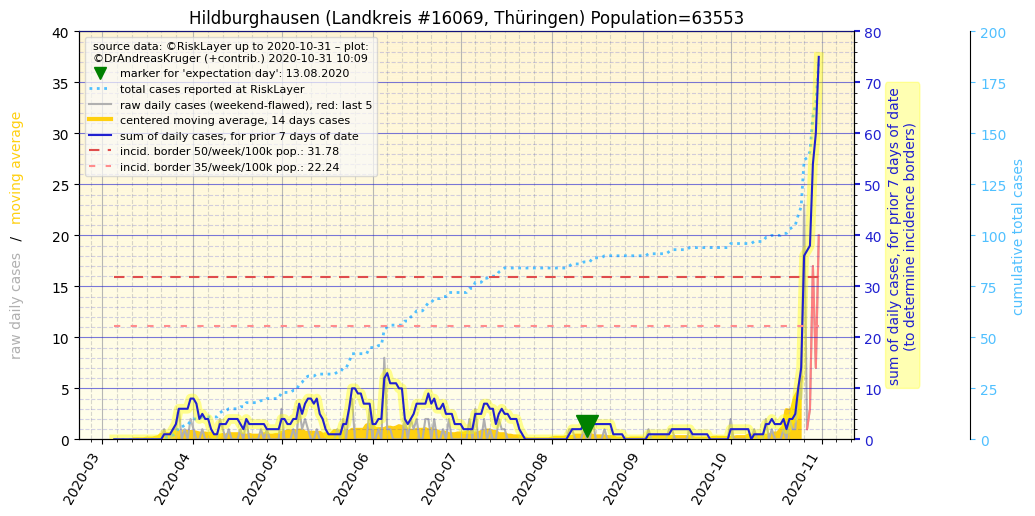 Hildburghausen (Landkreis #16069, Thüringen) Population=63553
source data: ©RiskLayer up to 2020-10-31 – plot:
©DrAndreasKruger (+contrib.) 2020-10-31 10:09
marker for 'expectation day': 13.08.2020
total cases reported at RiskLayer
raw daily cases (weekend-flawed), red: last 5
centered moving average, 14 days cases
sum of daily cases, for prior 7 days of date
incid. border 50/week/100k pop.: 31.78
incid. border 35/week/100k pop.: 22.24
raw daily cases / moving average
40
35
30
25
20
15
10
5
0
2020-03
2020-04
2020-05
2020-06
2020-07
2020-08
2020-09
2020-10
2020-11
80
70
60
50
40
30
20
10
0
sum of daily cases, for prior 7 days of date
(to determine incidence borders)
200
175
150
125
100
75
50
25
0
cumulative total cases